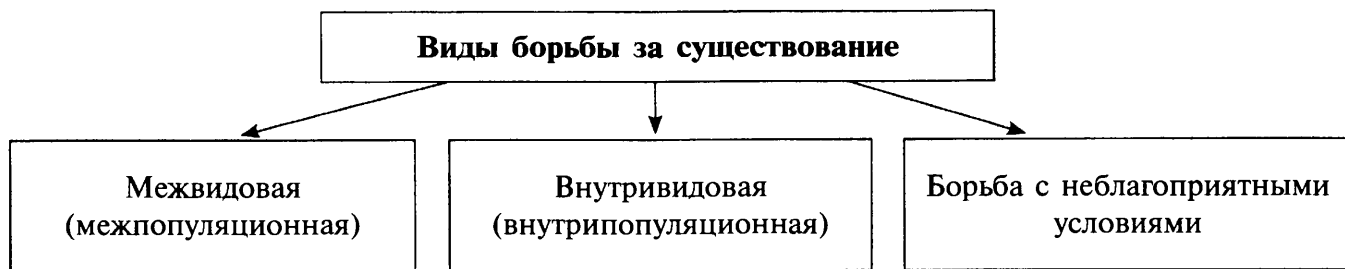 Виды борьбы за существование
Межвидовая
(межпопуляционная)
Внутривидовая
(внутрипопуляционная)
Борьба с неблагоприятными
условиями